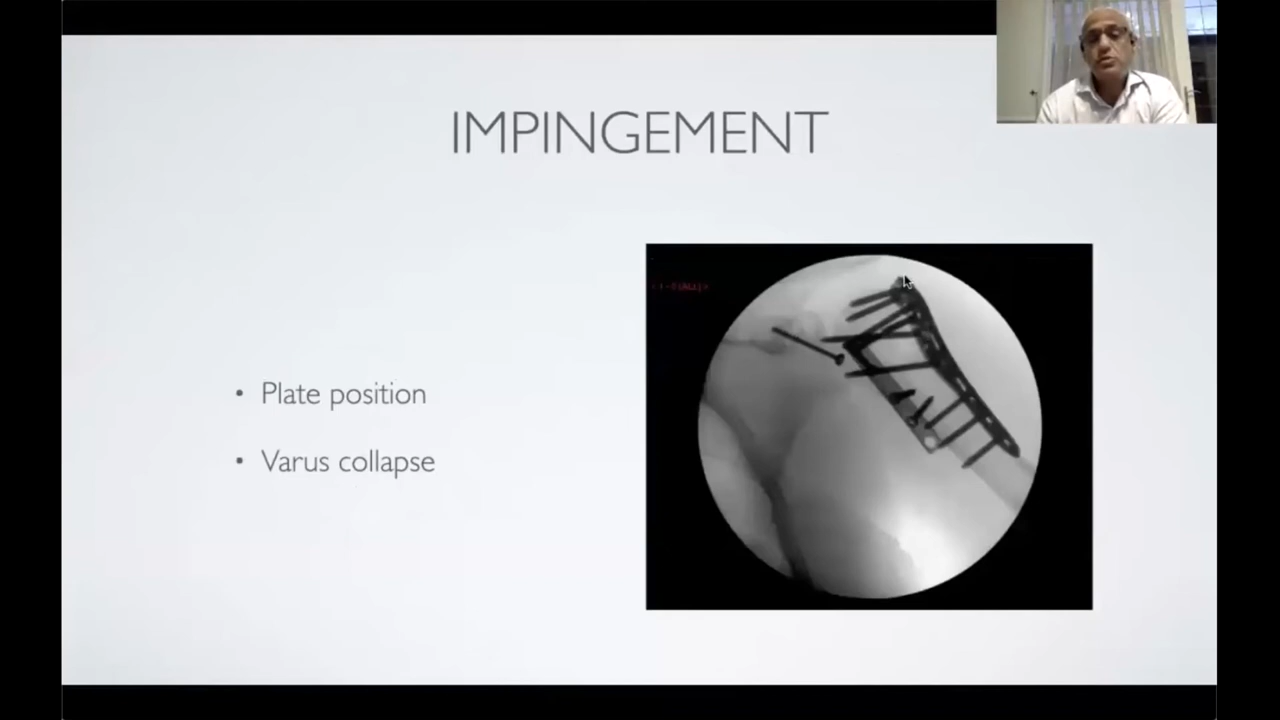 IMPINGEMENT
• Plate position
• Varus collapse